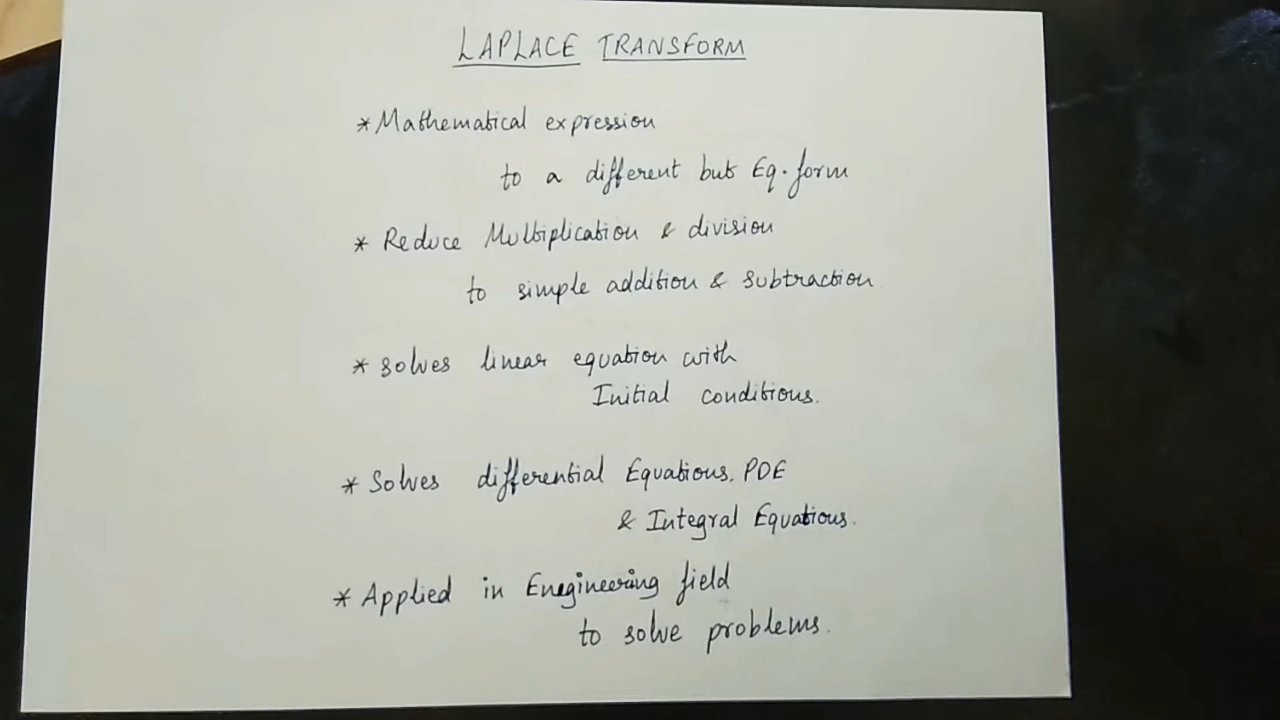 LAPLACE TRANSFORM
* Mathematical expression
to a different but Eq. form
* Reduce Multiplication & division
to simple addition & subtraction
* solves linear equation with
Initial conditions.
* Solves differential Equations. PDE
& Integral Equations.
* Applied in Enegineering field
to solve problems.